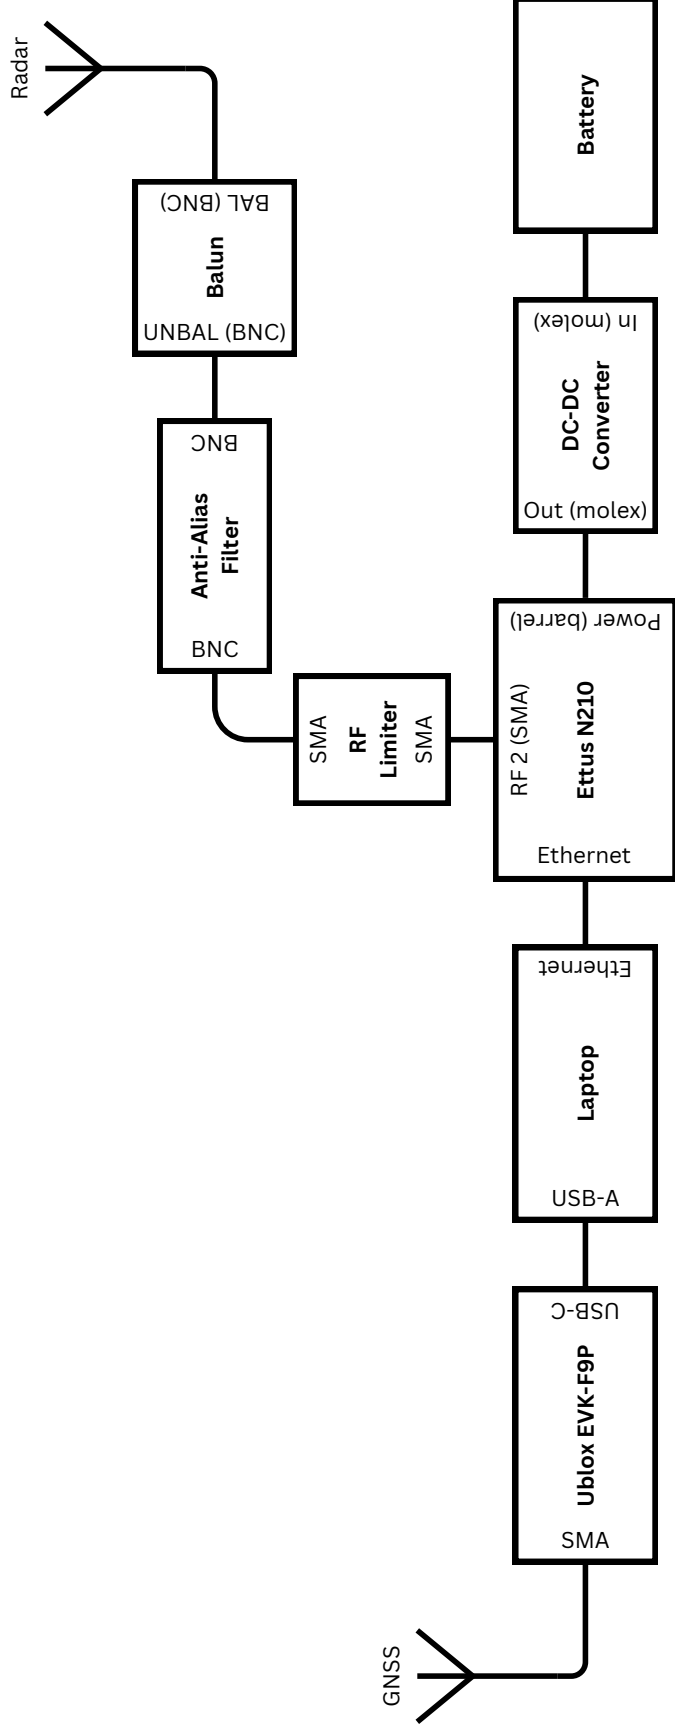 Radar
BAL (BNC)
Balun
UNBAL (BNC)
BNC
Anti-Alias
Filter
BNC
SMA
RF
Limiter
SMA
Battery
In (molex)
DC-DC
Converter
Out (molex)
Power (barrel)
RF 2 (SMA)
Ettus N210
Ethernet
Ethernet
Laptop
USB-A
USB-C
Ublox EVK-F9P
SMA
GNSS